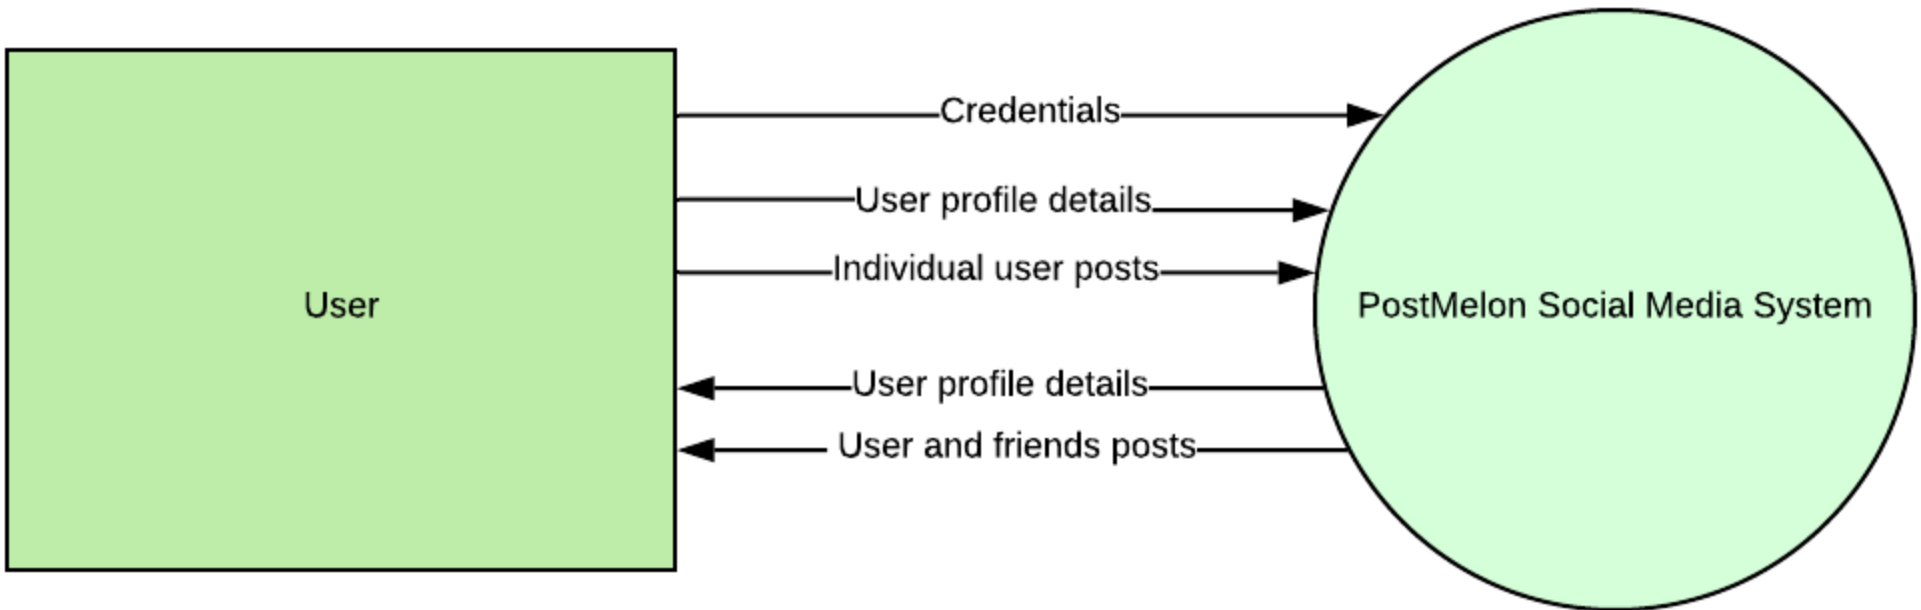 Credentials
User profile details
Individual user posts
User
PostMelon Social Media System
User profile details
User and friends posts